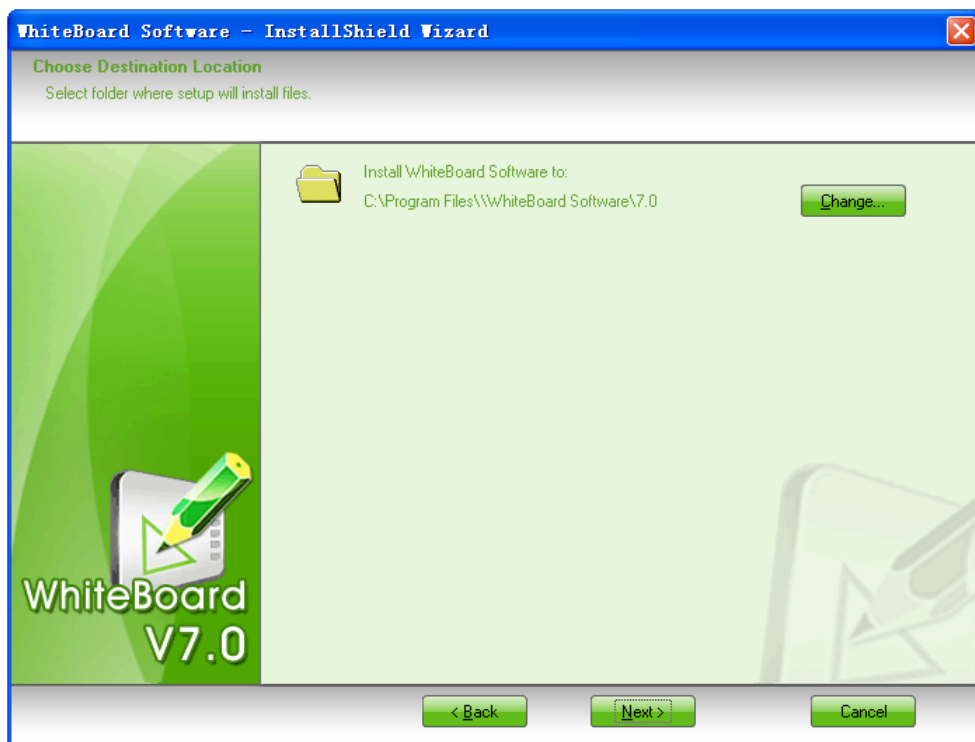 WhiteBoard Software - InstallShield Wizard
Choose Destination Location
Select folder where setup will install files.
Install WhiteBoard Software to:
C:\Program Files\\WhiteBoard Software\7.0
Change...
WhiteBoard
V7.0
< Back
Next >
Cancel